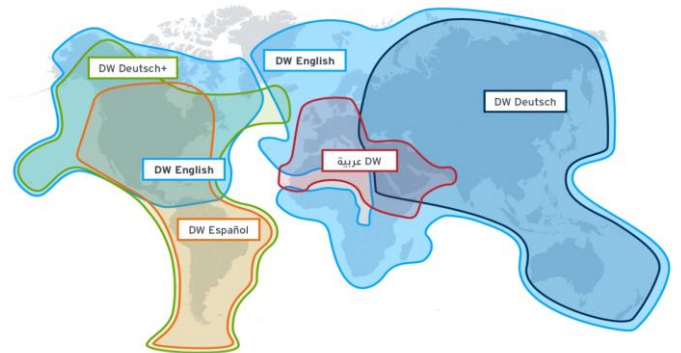 DW English
DW Deutsch+
DW Deutsch
DW عربية
DW English
DW Español